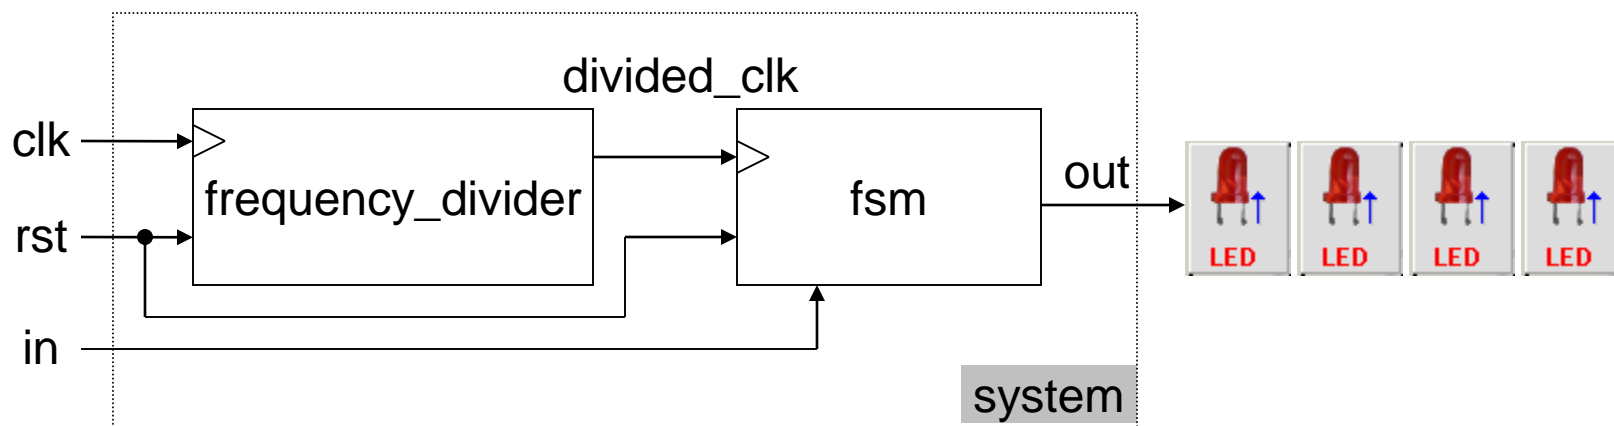 divided_clk
clk
frequency_divider
fsm
out
rst
in
system
LED
LED
LED
LED